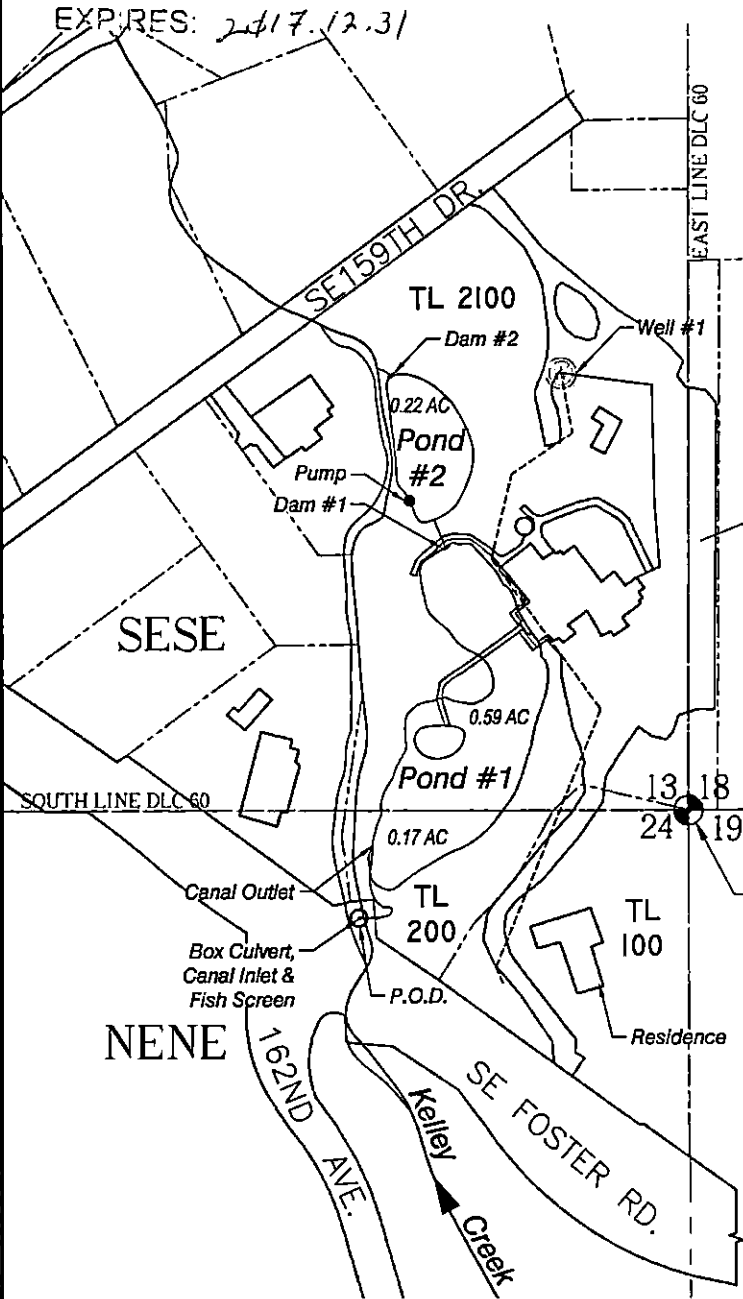 EXPIRES: 2017.12.31
EAST LINE DLC 60
SE159TH DR.
TL 2100
Well #1
Dam #2
0.22 AC
Pond
#2
Pump
Dam #1
SESE
0.59 AC
Pond #1
SOUTH LINE DLC 60
13 18
24 19
0.17 AC
Canal Outlet
TL
200
TL
100
Box Culvert,
Canal Inlet &
Fish Screen
P.O.D.
Residence
NENE
162ND AVE.
Kelley Creek
SE FOSTER RD.